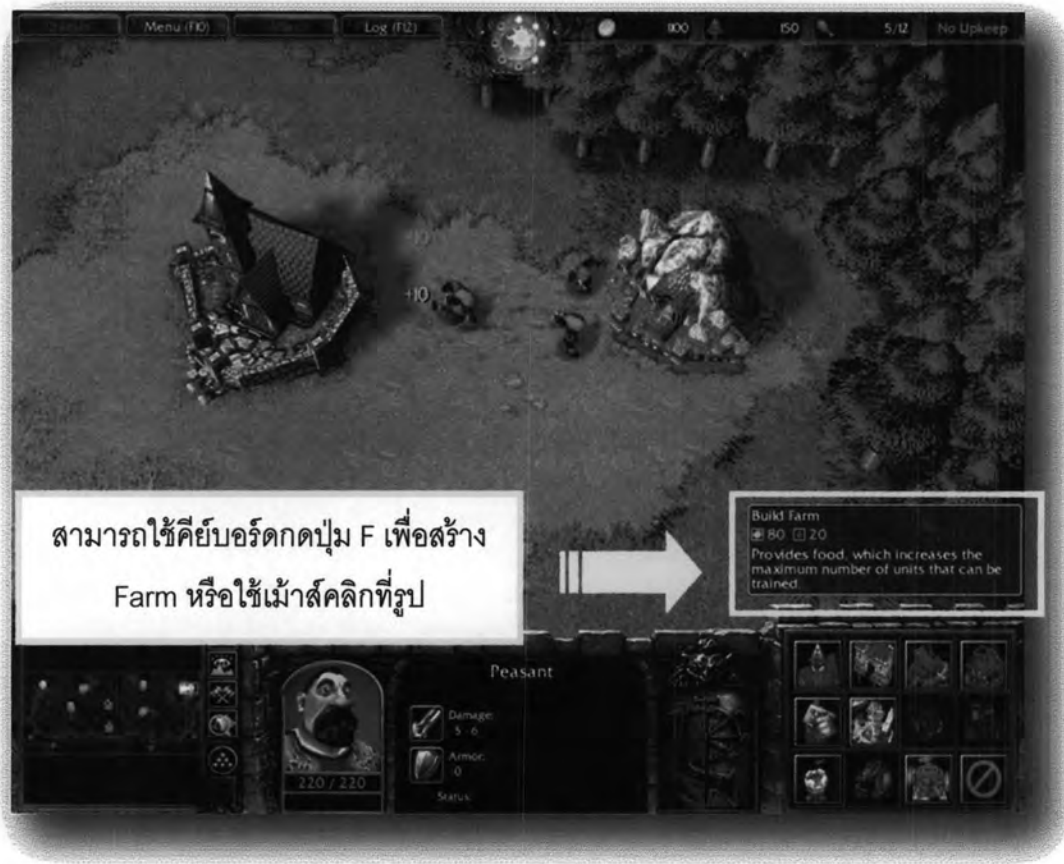 Menu (F10) Log (F12) 1100 150 5/12 No Upkeep
+10
+10
สามารถใช้คีย์บอร์ดกดปุ่ม F เพื่อสร้าง
Farm หรือใช้เม้าส์คลิกที่รูป
Build Farm
80 20
Provides food, which increases the
maximum number of units that can be
trained.
Peasant
Damage:
5 - 6
Armor:
0
Status:
220 / 220